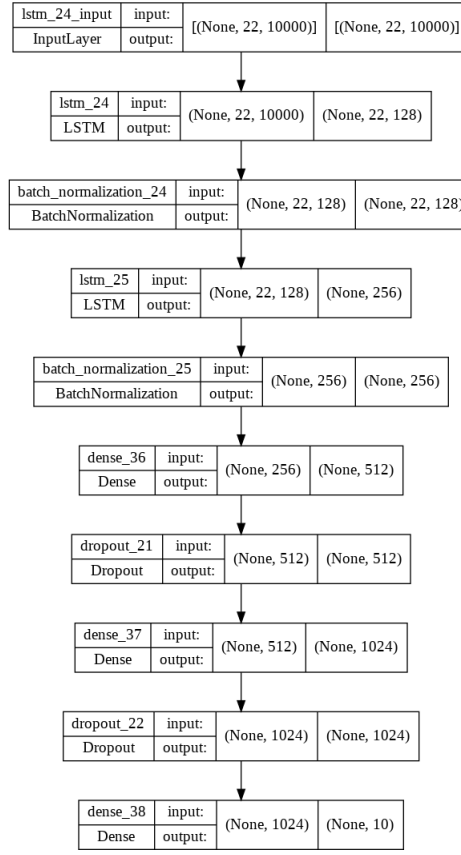 lstm_24_input input: [(None, 22, 10000)] [(None, 22, 10000)]
InputLayer output:
lstm_24 input: (None, 22, 10000) (None, 22, 128)
LSTM output:
batch_normalization_24 input: (None, 22, 128) (None, 22, 128)
BatchNormalization output:
lstm_25 input: (None, 22, 128) (None, 256)
LSTM output:
batch_normalization_25 input: (None, 256) (None, 256)
BatchNormalization output:
dense_36 input: (None, 256) (None, 512)
Dense output:
dropout_21 input: (None, 512) (None, 512)
Dropout output:
dense_37 input: (None, 512) (None, 1024)
Dense output:
dropout_22 input: (None, 1024) (None, 1024)
Dropout output:
dense_38 input: (None, 1024) (None, 10)
Dense output: